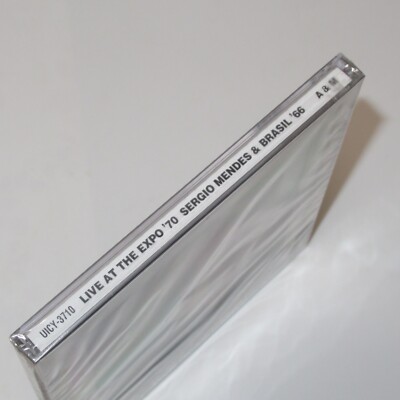 UICY-3710 LIVE AT THE EXPO '70 SERGIO MENDES & BRASIL '66 A & M